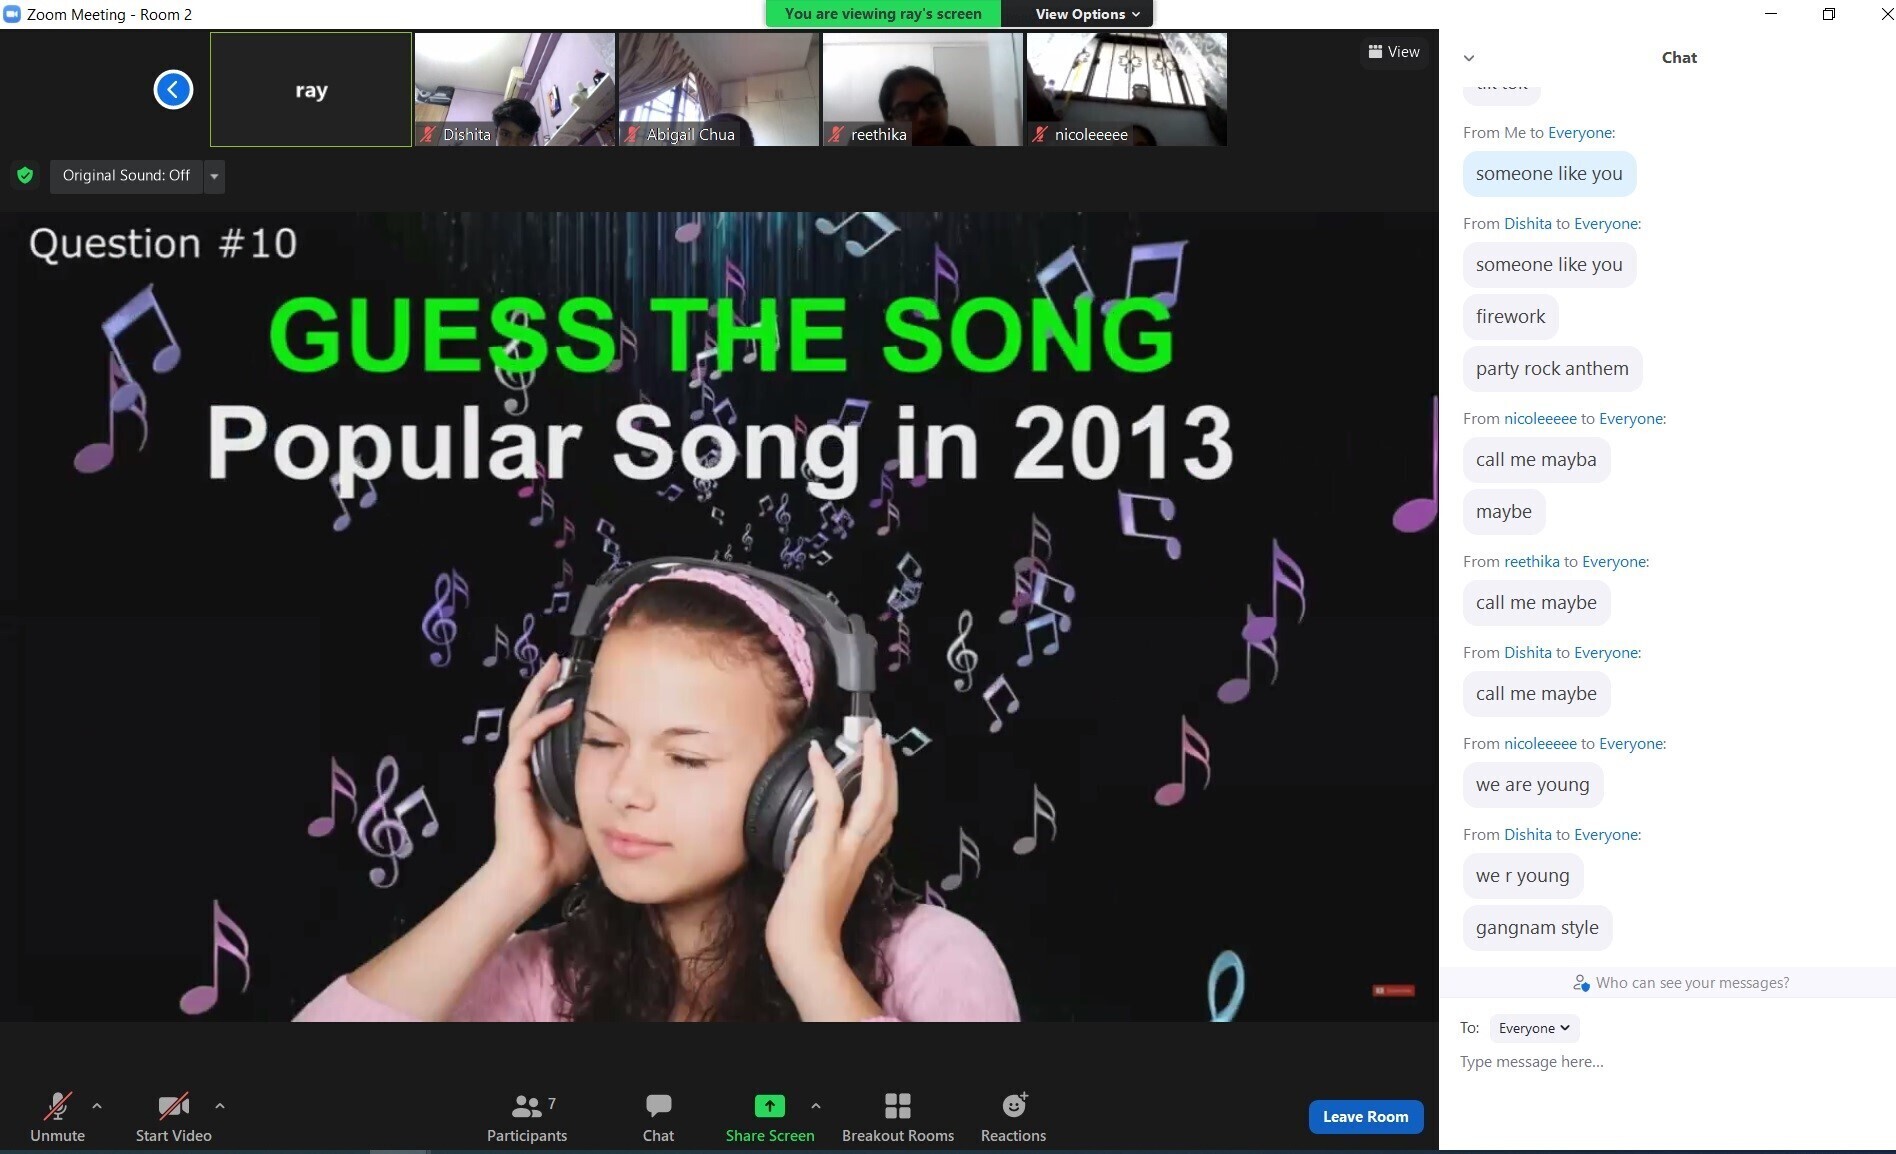 Zoom Meeting - Room 2
You are viewing ray's screen
View Options
ray
Dishita
Abigail Chua
reethika
nicoleeeee
View
Original Sound: Off
Question #10
GUESS THE SONG
Popular Song in 2013
Unmute
Start Video
7
Participants
Chat
Share Screen
Breakout Rooms
Reactions
Leave Room
Chat
From Me to Everyone:
someone like you
From Dishita to Everyone:
someone like you
firework
party rock anthem
From nicoleeeee to Everyone:
call me mayba
maybe
From reethika to Everyone:
call me maybe
From Dishita to Everyone:
call me maybe
From nicoleeeee to Everyone:
we are young
From Dishita to Everyone:
we r young
gangnam style
Who can see your messages?
To: Everyone
Type message here...